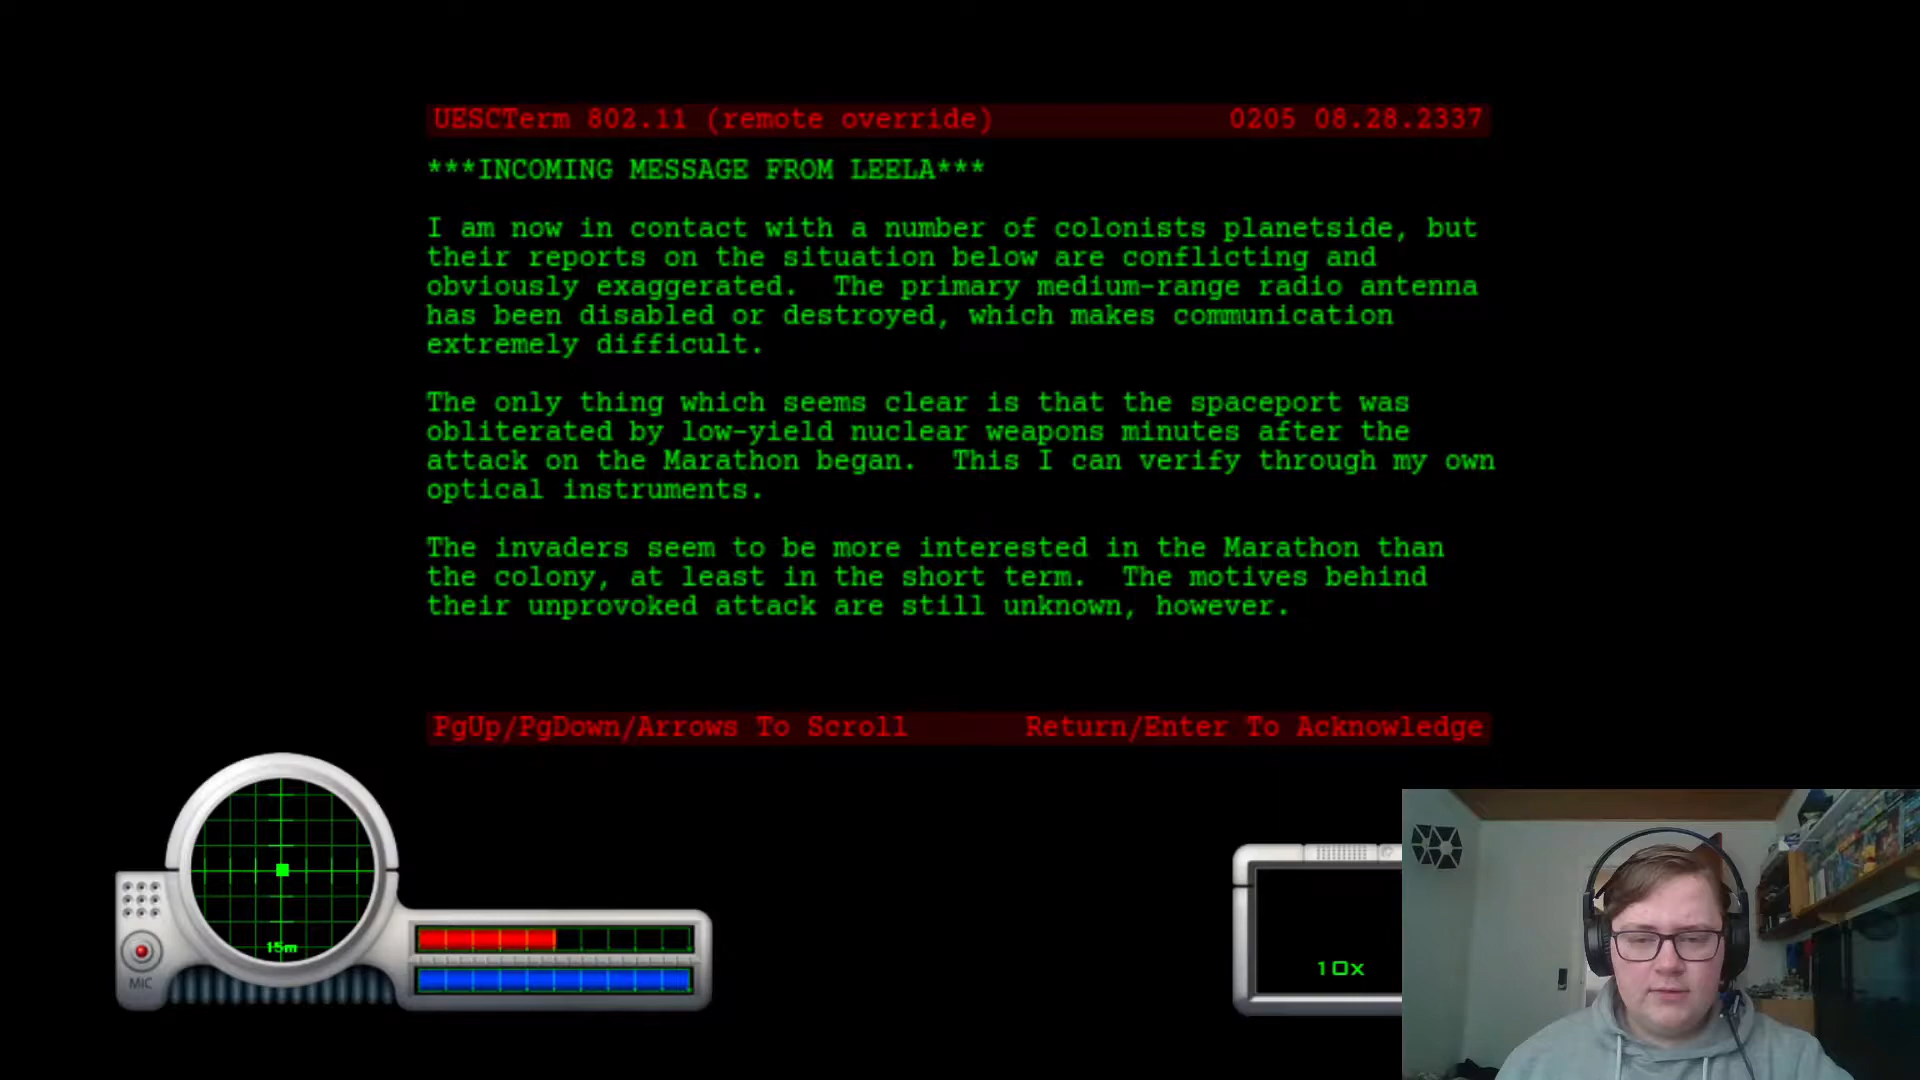 UESCTerm 802.11 (remote override) 0205 08.28.2337
***INCOMING MESSAGE FROM LEELA***
I am now in contact with a number of colonists planetside, but
their reports on the situation below are conflicting and
obviously exaggerated.  The primary medium-range radio antenna
has been disabled or destroyed, which makes communication
extremely difficult.
The only thing which seems clear is that the spaceport was
obliterated by low-yield nuclear weapons minutes after the
attack on the Marathon began.  This I can verify through my own
optical instruments.
The invaders seem to be more interested in the Marathon than
the colony, at least in the short term.  The motives behind
their unprovoked attack are still unknown, however.
PgUp/PgDown/Arrows To Scroll Return/Enter To Acknowledge
15m
MIC
10x